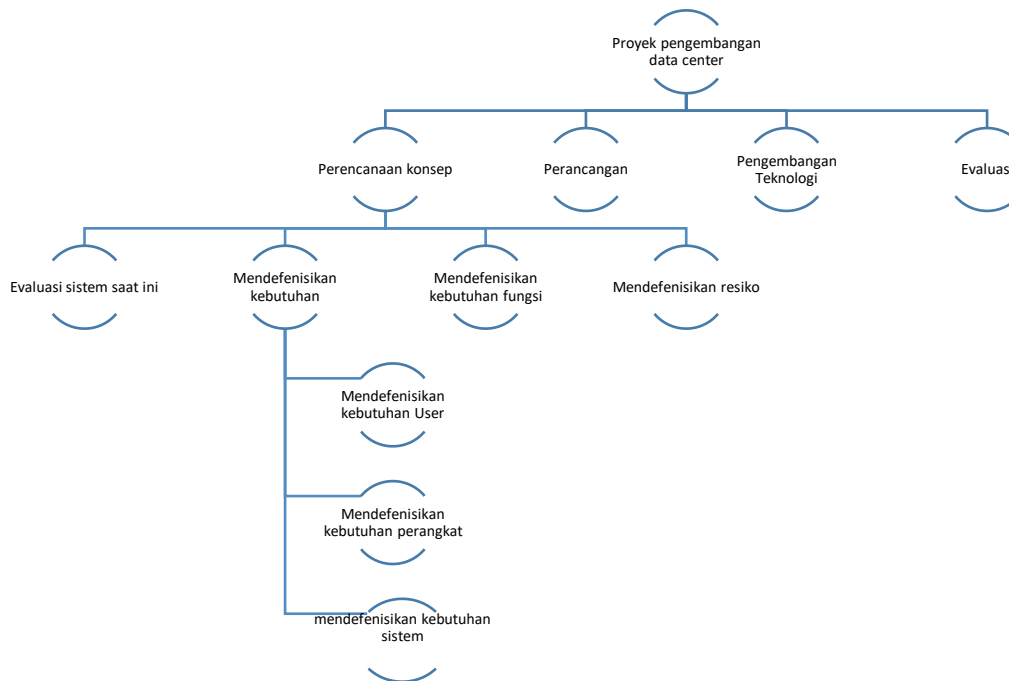 Proyek pengembangan
data center
Perencanaan konsep
Perancangan
Pengembangan
Teknologi
Evaluas
Evaluasi sistem saat ini
Mendefenisikan
kebutuhan
Mendefenisikan
kebutuhan fungsi
Mendefenisikan resiko
Mendefenisikan
kebutuhan User
Mendefenisikan
kebutuhan perangkat
mendefenisikan kebutuhan
sistem